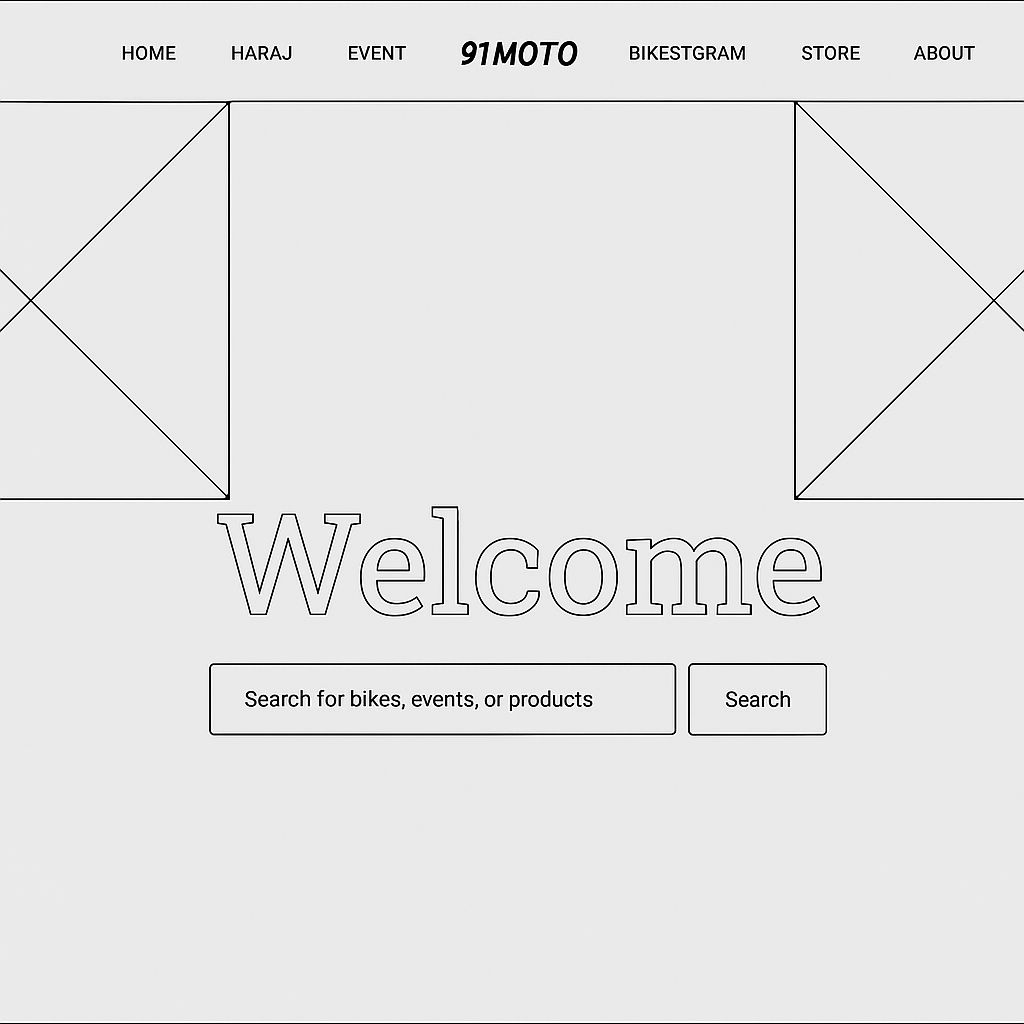 HOME HARAJ EVENT 91MOTO BIKESTGRAM STORE ABOUT
Welcome
Search for bikes, events, or products Search